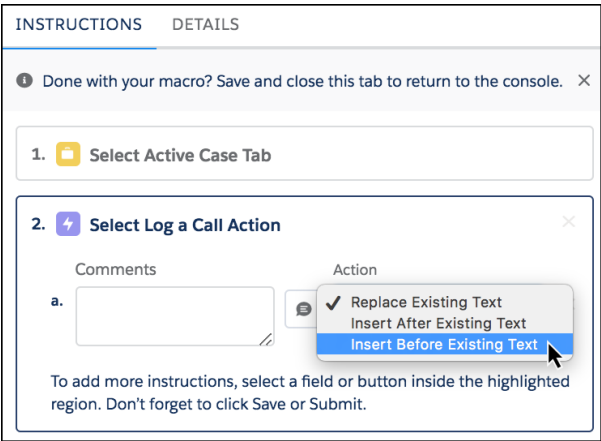 INSTRUCTIONS DETAILS
Done with your macro? Save and close this tab to return to the console.
1. Select Active Case Tab
2. Select Log a Call Action
Comments Action
a.
✓ Replace Existing Text
Insert After Existing Text
Insert Before Existing Text
To add more instructions, select a field or button inside the highlighted
region. Don't forget to click Save or Submit.